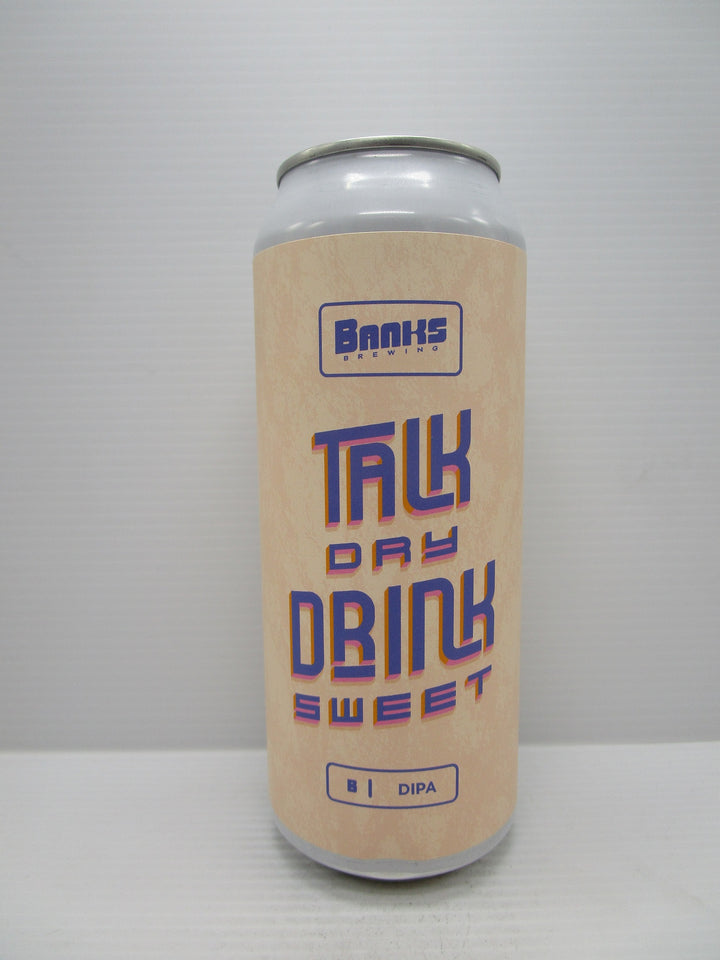 BANKS
BREWING
TALK
DRY
DRINK
SWEET
B | DIPA